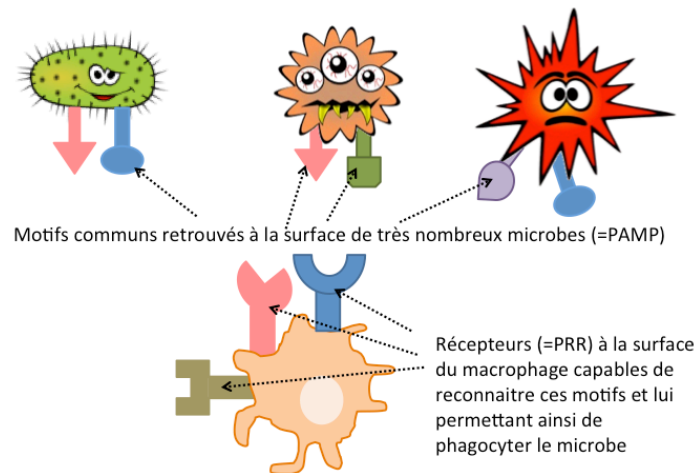 Motifs communs retrouvés à la surface de très nombreux microbes (=PAMP)
Récepteurs (=PRR) à la surface
du macrophage capables de
reconnaitre ces motifs et lui
permettant ainsi de
phagocyter le microbe